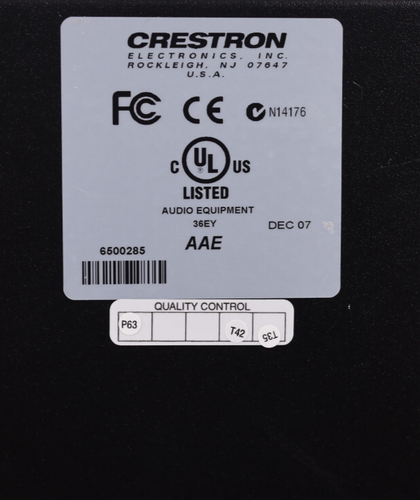 CRESTRON
ELECTRONICS, INC.
ROCKLEIGH, NJ 07647
U.S.A.
FC CE N14176
C UL US
LISTED
AUDIO EQUIPMENT
36EY
DEC 07
AAE
6500285
QUALITY CONTROL
P63 T42 T35